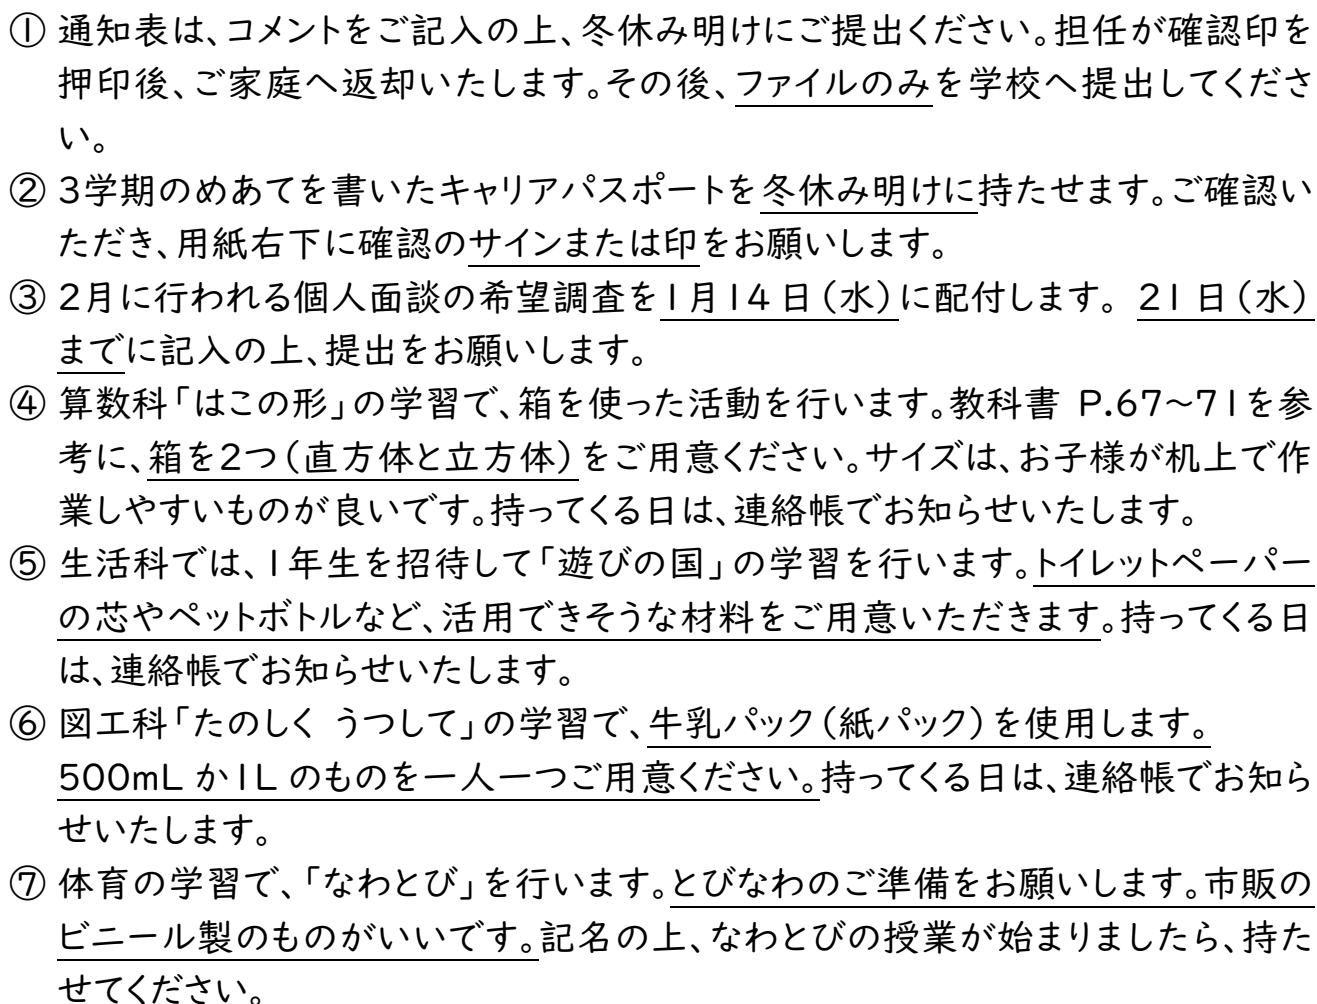 ① 通知表は、コメントをご記入の上、冬休み明けにご提出ください。担任が確認印を
押印後、ご家庭へ返却いたします。その後、ファイルのみを学校へ提出してくださ
い。
② 3学期のめあてを書いたキャリアパスポートを冬休み明けに持たせます。ご確認い
ただき、用紙右下に確認のサインまたは印をお願いします。
③ 2月に行われる個人面談の希望調査を1月14日(水)に配付します。 21日(水)
までに記入の上、提出をお願いします。
④ 算数科「はこの形」の学習で、箱を使った活動を行います。教科書 P.67～71を参
考に、箱を2つ(直方体と立方体)をご用意ください。サイズは、お子様が机上で作
業しやすいものが良いです。持ってくる日は、連絡帳でお知らせいたします。
⑤ 生活科では、1年生を招待して「遊びの国」の学習を行います。トイレットペーパー
の芯やペットボトルなど、活用できそうな材料をご用意いただきます。持ってくる日
は、連絡帳でお知らせいたします。
⑥ 図工科「たのしく うつして」の学習で、牛乳パック(紙パック)を使用します。
500mL か1L のものを一人一つご用意ください。持ってくる日は、連絡帳でお知ら
せいたします。
⑦ 体育の学習で、「なわとび」を行います。とびなわのご準備をお願いします。市販の
ビニール製のものがいいです。記名の上、なわとびの授業が始まりましたら、持た
せてください。